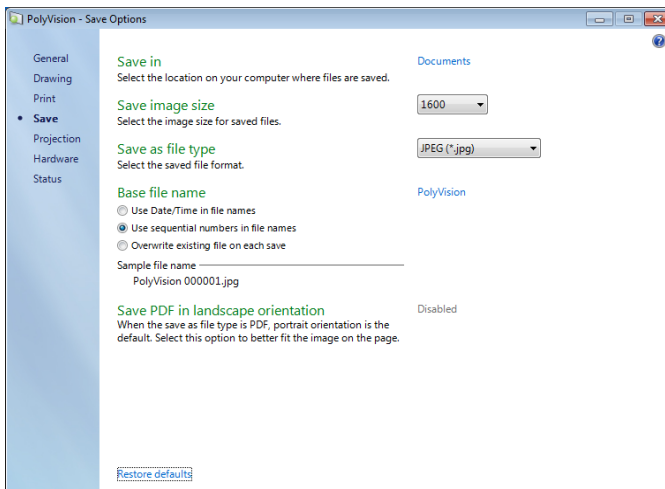 PolyVision - Save Options
General
Drawing
Print
Save
Projection
Hardware
Status
Save in
Documents
Select the location on your computer where files are saved.
Save image size
1600
Select the image size for saved files.
Save as file type
JPEG (*.jpg)
Select the saved file format.
Base file name
PolyVision
Use Date/Time in file names
Use sequential numbers in file names
Overwrite existing file on each save
Sample file name
PolyVision 000001.jpg
Save PDF in landscape orientation
Disabled
When the save as file type is PDF, portrait orientation is the
default. Select this option to better fit the image on the page.
Restore defaults